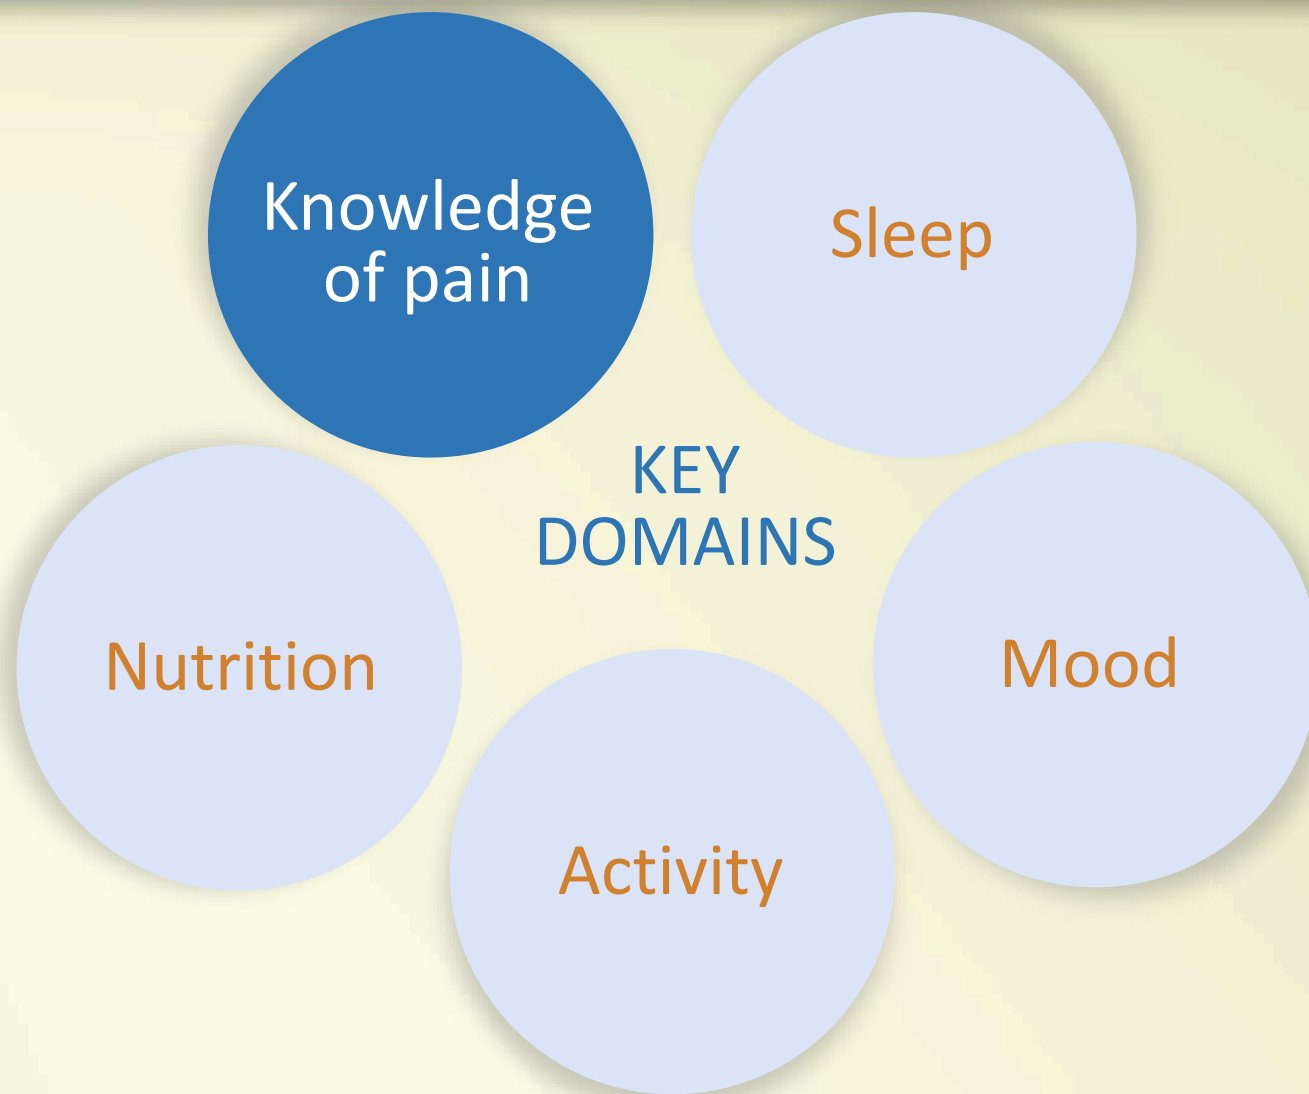 Knowledge
of pain
Sleep
KEY
DOMAINS
Nutrition
Mood
Activity